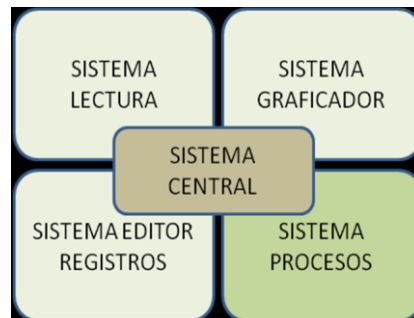 SISTEMA
LECTURA
SISTEMA
GRAFICADOR
SISTEMA
CENTRAL
SISTEMA EDITOR
REGISTROS
SISTEMA
PROCESOS